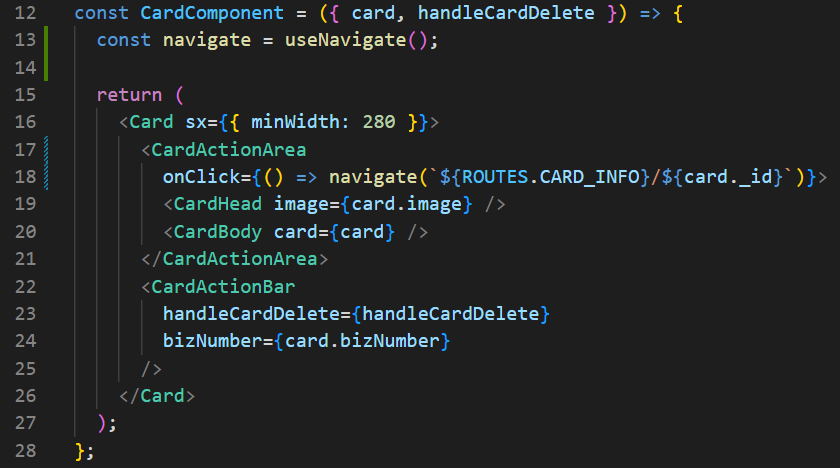 12 const CardComponent = ({ card, handleCardDelete }) => {
13   const navigate = useNavigate();
14
15   return (
16     <Card sx={{ minWidth: 280 }}>
17       <CardActionArea
18         onClick={() => navigate(`${ROUTES.CARD_INFO}/${card._id}`)}>
19         <CardHead image={card.image} />
20         <CardBody card={card} />
21       </CardActionArea>
22       <CardActionBar
23         handleCardDelete={handleCardDelete}
24         bizNumber={card.bizNumber}
25       />
26     </Card>
27   );
28 };